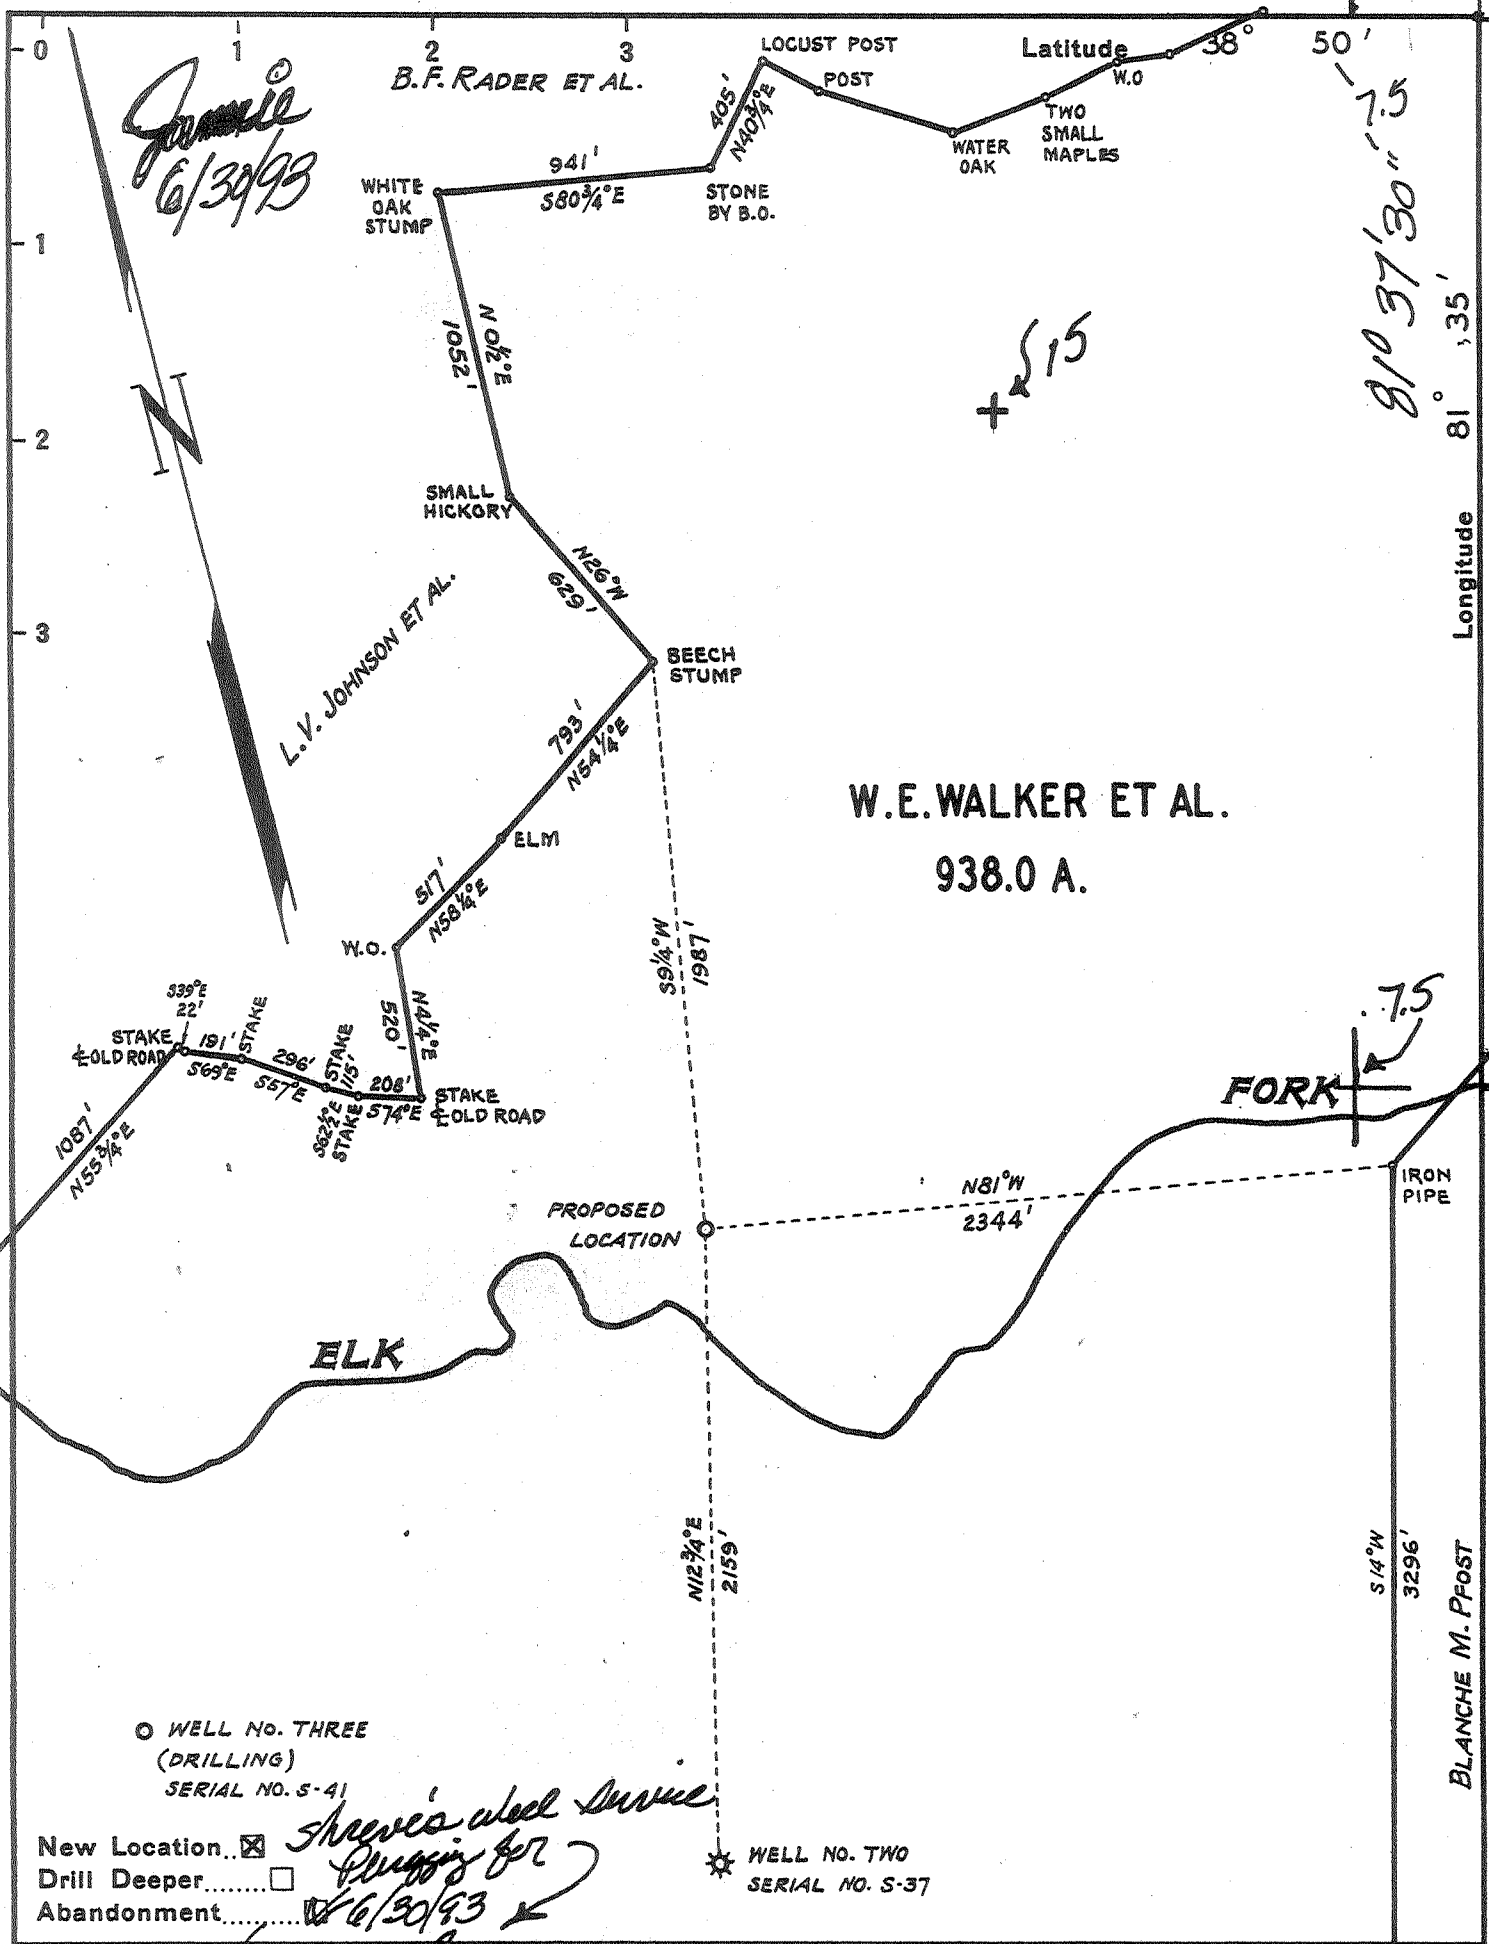 0 1 2 3
1
2
3
Latitude 38° 50'
7.5
81° 37' 30"
Longitude 81° 35'
Jammie
6/30/93
B.F. RADER ET AL.
LOCUST POST
POST
WATER
OAK
TWO
SMALL
MAPLES
W.O
405'
N40¾°E
941'
S80¾°E
WHITE
OAK
STUMP
STONE
BY B.O.
N 0½°E
1052'
15
N
SMALL
HICKORY
N26°W
629'
L.V. JOHNSON ET AL.
BEECH
STUMP
793'
N54¼°E
W.E. WALKER ET AL.
938.0 A.
ELM
517'
N58¼°E
W.O.
S9¼°W
1987'
N4¼°E
520'
S39°E
22'
STAKE
℄ OLD ROAD
191'
S69°E
STAKE
296'
S57°E
STAKE
115'
S62½°E
STAKE
208'
S74°E
STAKE
℄ OLD ROAD
1087'
N55¾°E
7.5
FORK
IRON
PIPE
N81°W
2344'
PROPOSED
LOCATION
ELK
N12¾°E
2159'
S14°W
3296'
BLANCHE M. PFOST
WELL NO. THREE
(DRILLING)
SERIAL NO. S-41
New Location..☒
Drill Deeper........☐
Abandonment..........
Shreve's Well Service
Plugging for
6/30/93
WELL NO. TWO
SERIAL NO. S-37